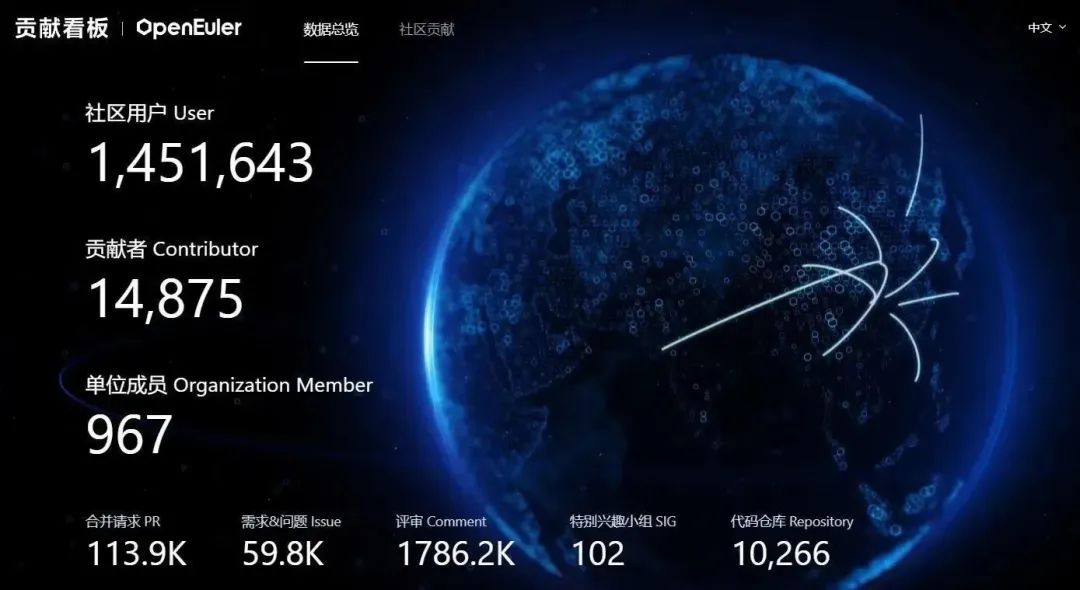 贡献看板 | OpenEuler 数据总览 社区贡献 中文
社区用户 User
1,451,643
贡献者 Contributor
14,875
单位成员 Organization Member
967
合并请求 PR 需求&问题 Issue 评审 Comment 特别兴趣小组 SIG 代码仓库 Repository
113.9K 59.8K 1786.2K 102 10,266